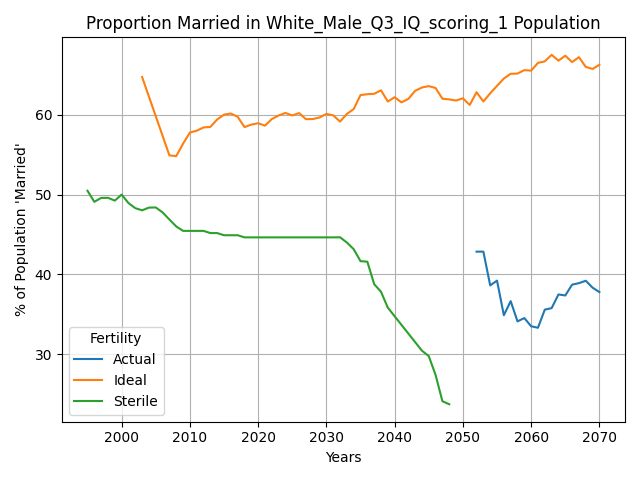 Proportion Married in White_Male_Q3_IQ_scoring_1 Population
% of Population 'Married'
60
50
40
30
Fertility
Actual
Ideal
Sterile
2000 2010 2020 2030 2040 2050 2060 2070
Years